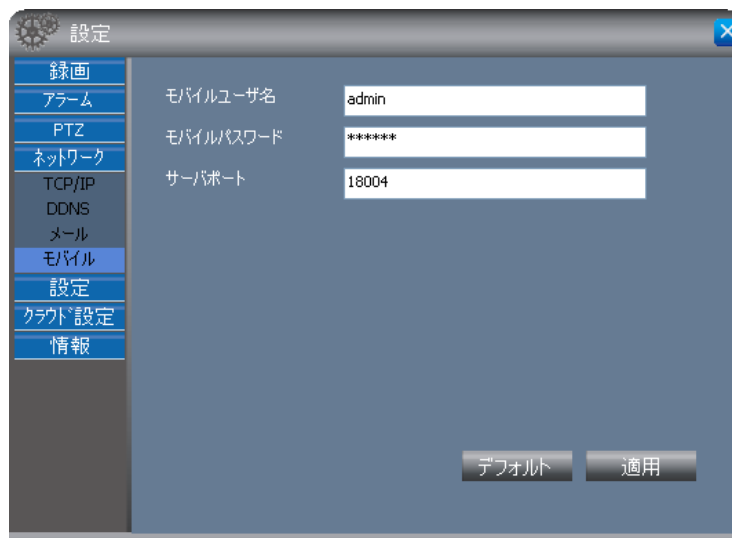 設定
録画
アラーム
PTZ
ネットワーク
TCP/IP
DDNS
メール
モバイル
設定
クラウド設定
情報
モバイルユーザ名 admin
モバイルパスワード ******
サーバポート 18004
デフォルト 適用